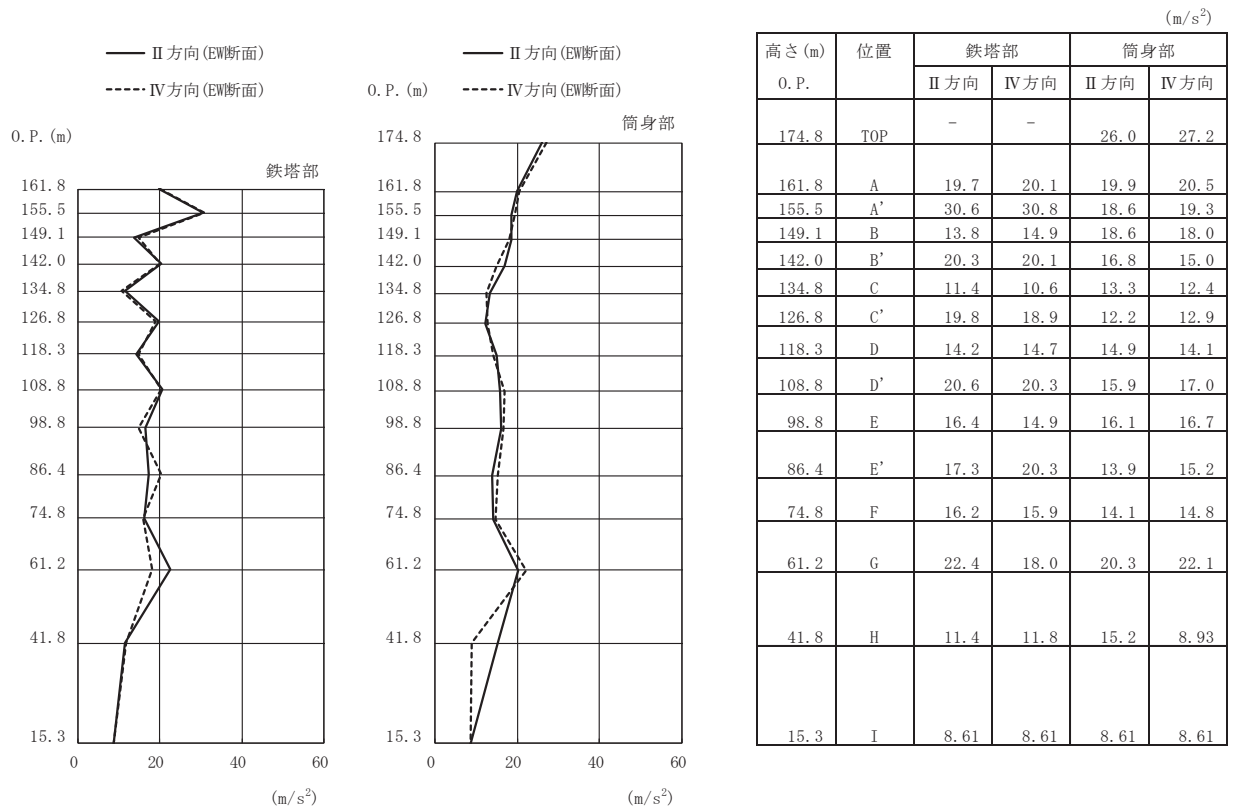 ── II 方向(EW断面)
---- IV方向(EW断面)
O.P.(m)
鉄塔部
161.8
155.5
149.1
142.0
134.8
126.8
118.3
108.8
98.8
86.4
74.8
61.2
41.8
15.3
0 20 40 60
(m/s²)
── II 方向(EW断面)
---- IV方向(EW断面)
O.P.(m)
筒身部
174.8
161.8
155.5
149.1
142.0
134.8
126.8
118.3
108.8
98.8
86.4
74.8
61.2
41.8
15.3
0 20 40 60
(m/s²)
(m/s²)
高さ(m) 位置 鉄塔部 筒身部
O.P. II 方向 IV方向 II 方向 IV方向
174.8 TOP － － 26.0 27.2
161.8 A 19.7 20.1 19.9 20.5
155.5 A' 30.6 30.8 18.6 19.3
149.1 B 13.8 14.9 18.6 18.0
142.0 B' 20.3 20.1 16.8 15.0
134.8 C 11.4 10.6 13.3 12.4
126.8 C' 19.8 18.9 12.2 12.9
118.3 D 14.2 14.7 14.9 14.1
108.8 D' 20.6 20.3 15.9 17.0
98.8 E 16.4 14.9 16.1 16.7
86.4 E' 17.3 20.3 13.9 15.2
74.8 F 16.2 15.9 14.1 14.8
61.2 G 22.4 18.0 20.3 22.1
41.8 H 11.4 11.8 15.2 8.93
15.3 I 8.61 8.61 8.61 8.61